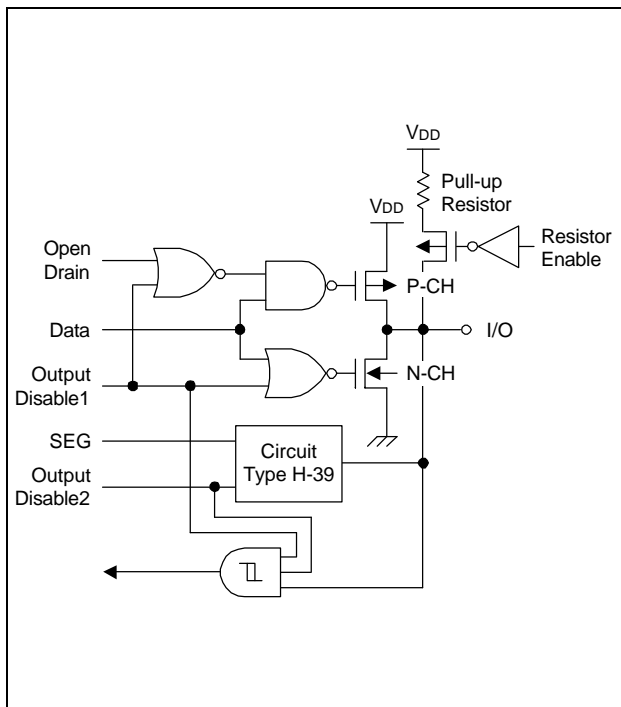 VDD
Pull-up
Resistor
VDD
Resistor
Enable
Open
Drain
P-CH
Data
I/O
Output
Disable1
N-CH
SEG
Circuit
Type H-39
Output
Disable2